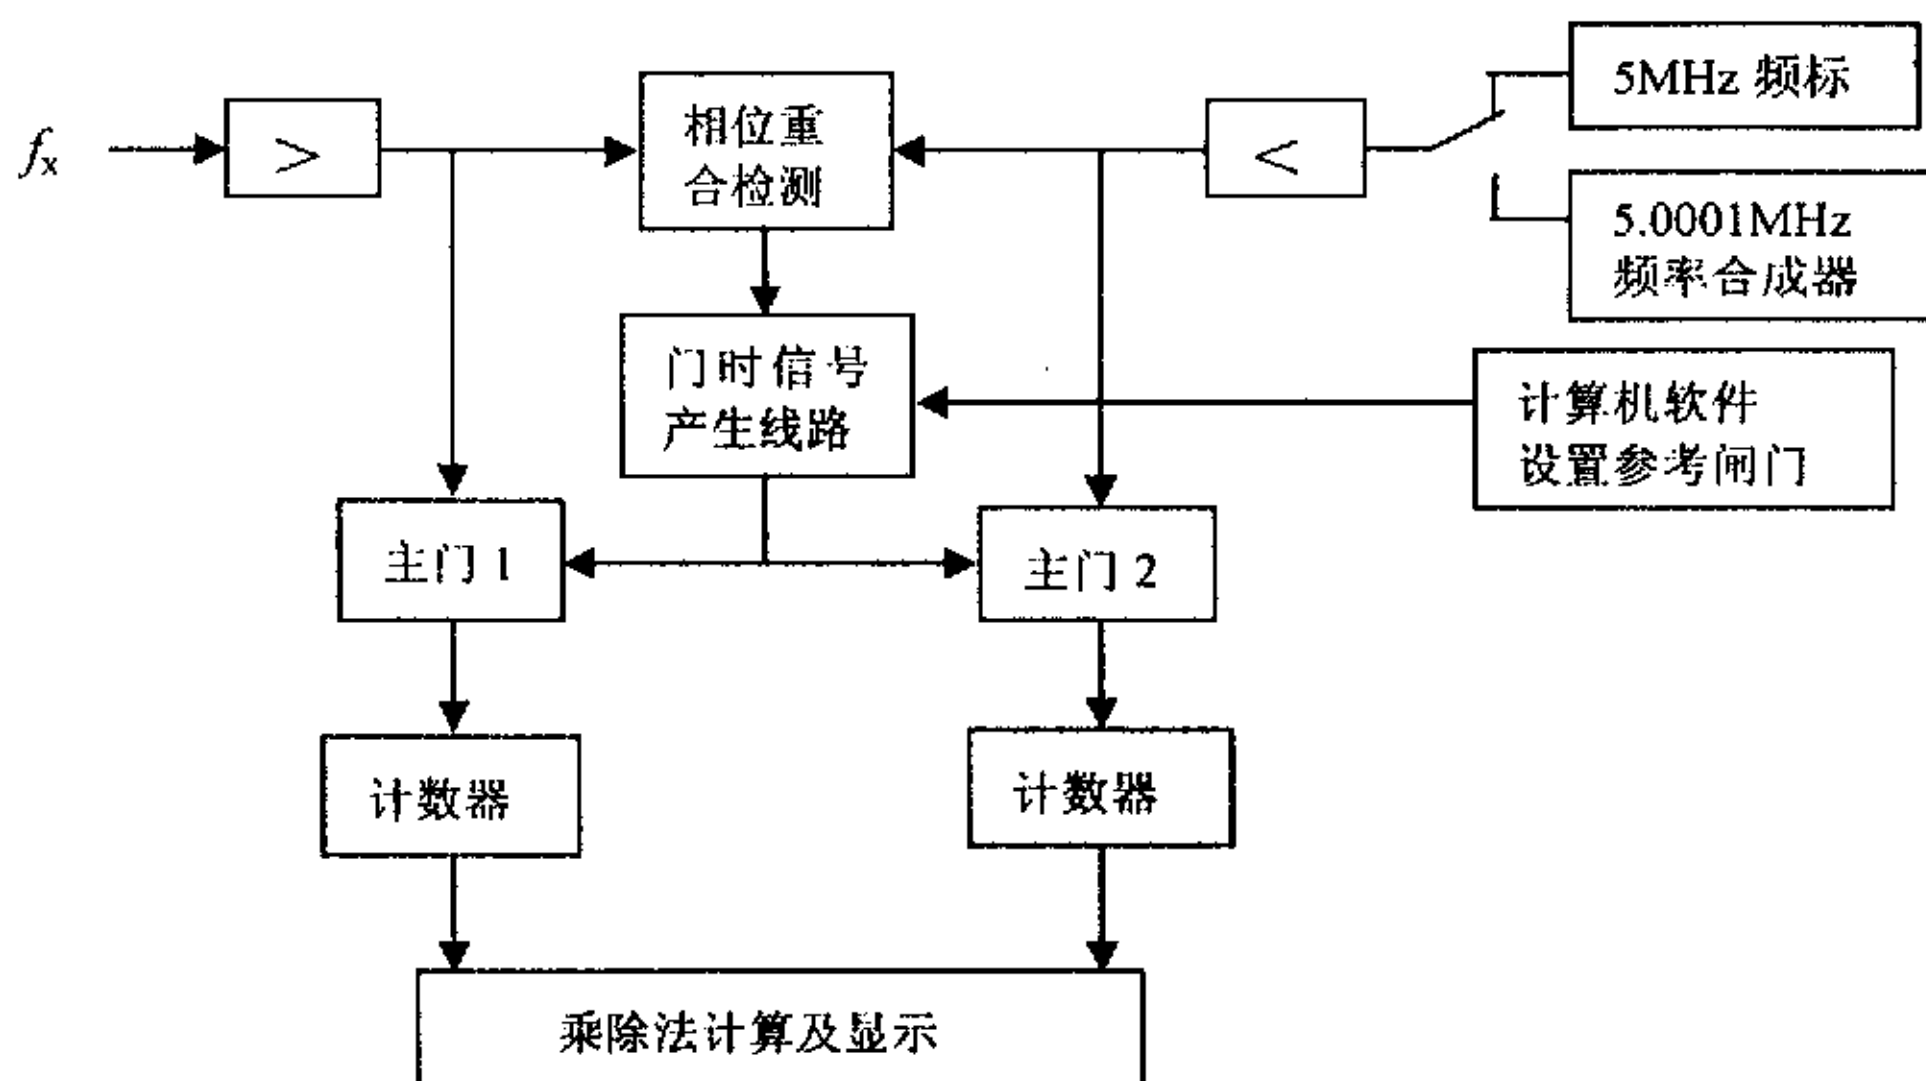 5MHz 频标
fx
>
相位重
合检测
<
5.0001MHz
频率合成器
门时信号
产生线路
计算机软件
设置参考闸门
主门 1
主门 2
计数器
计数器
乘除法计算及显示